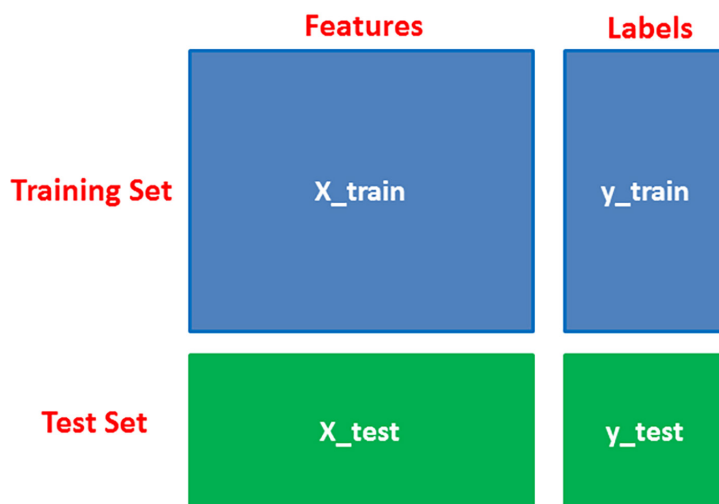 Features
Labels
Training Set
X_train
y_train
Test Set
X_test
y_test